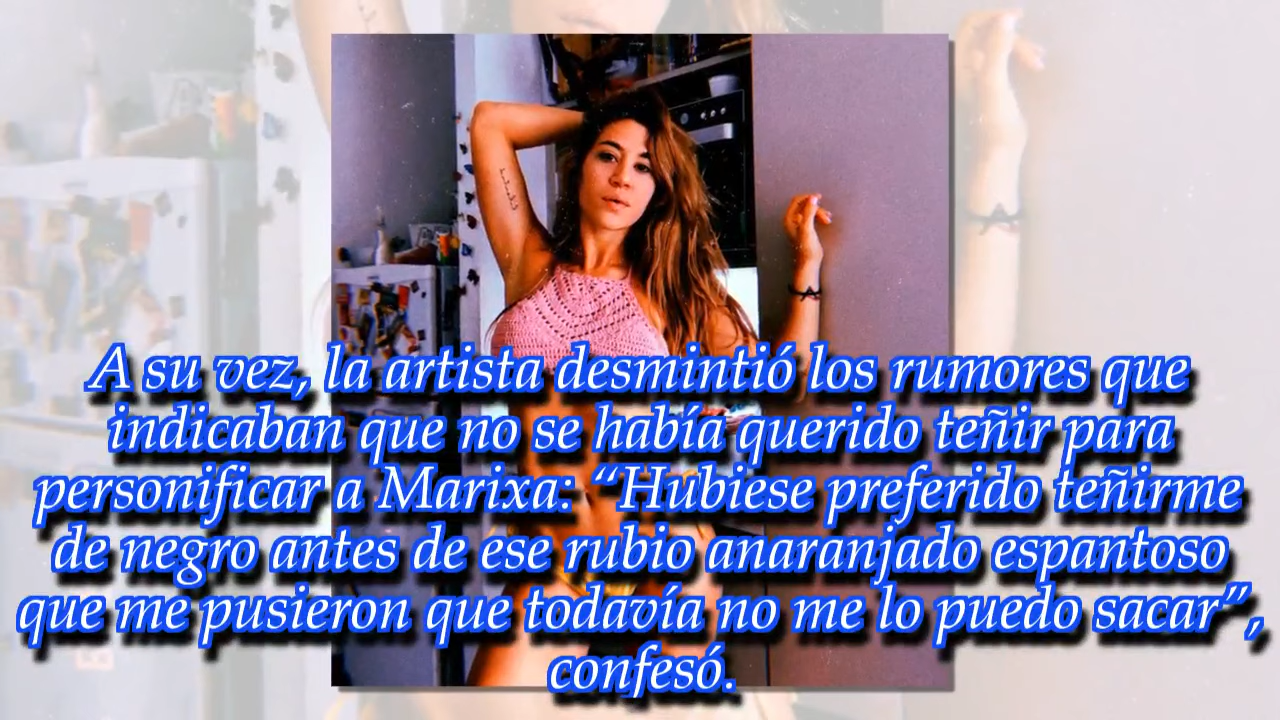 A su vez, la artista desmintió los rumores que
indicaban que no se había querido teñir para
personificar a Marixa: “Hubiese preferido teñirme
de negro antes de ese rubio anaranjado espantoso
que me pusieron que todavía no me lo puedo sacar”,
confesó.